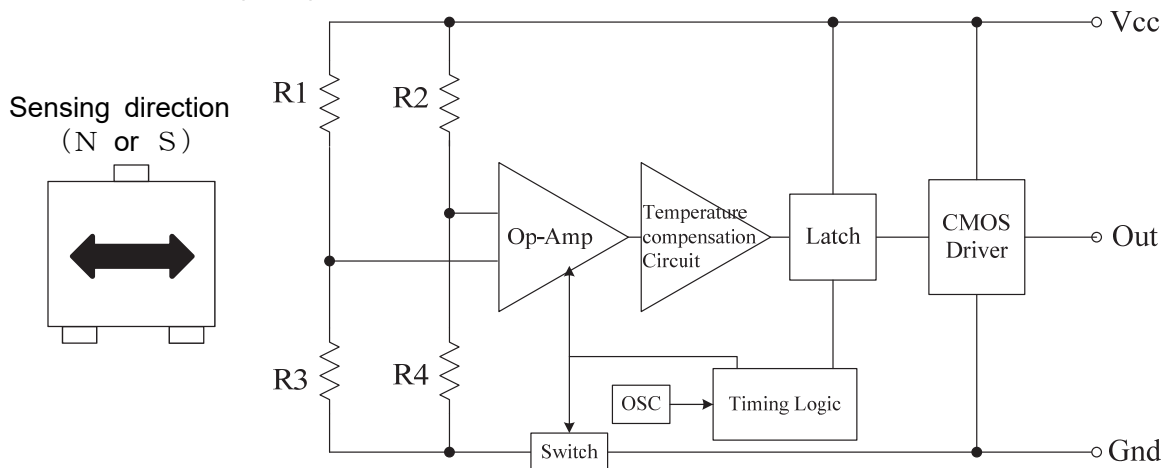 Sensing direction
(N or S)
R1
R2
R3
R4
Op-Amp
Temperature
compensation
Circuit
Latch
CMOS
Driver
OSC
Timing Logic
Switch
Vcc
Out
Gnd